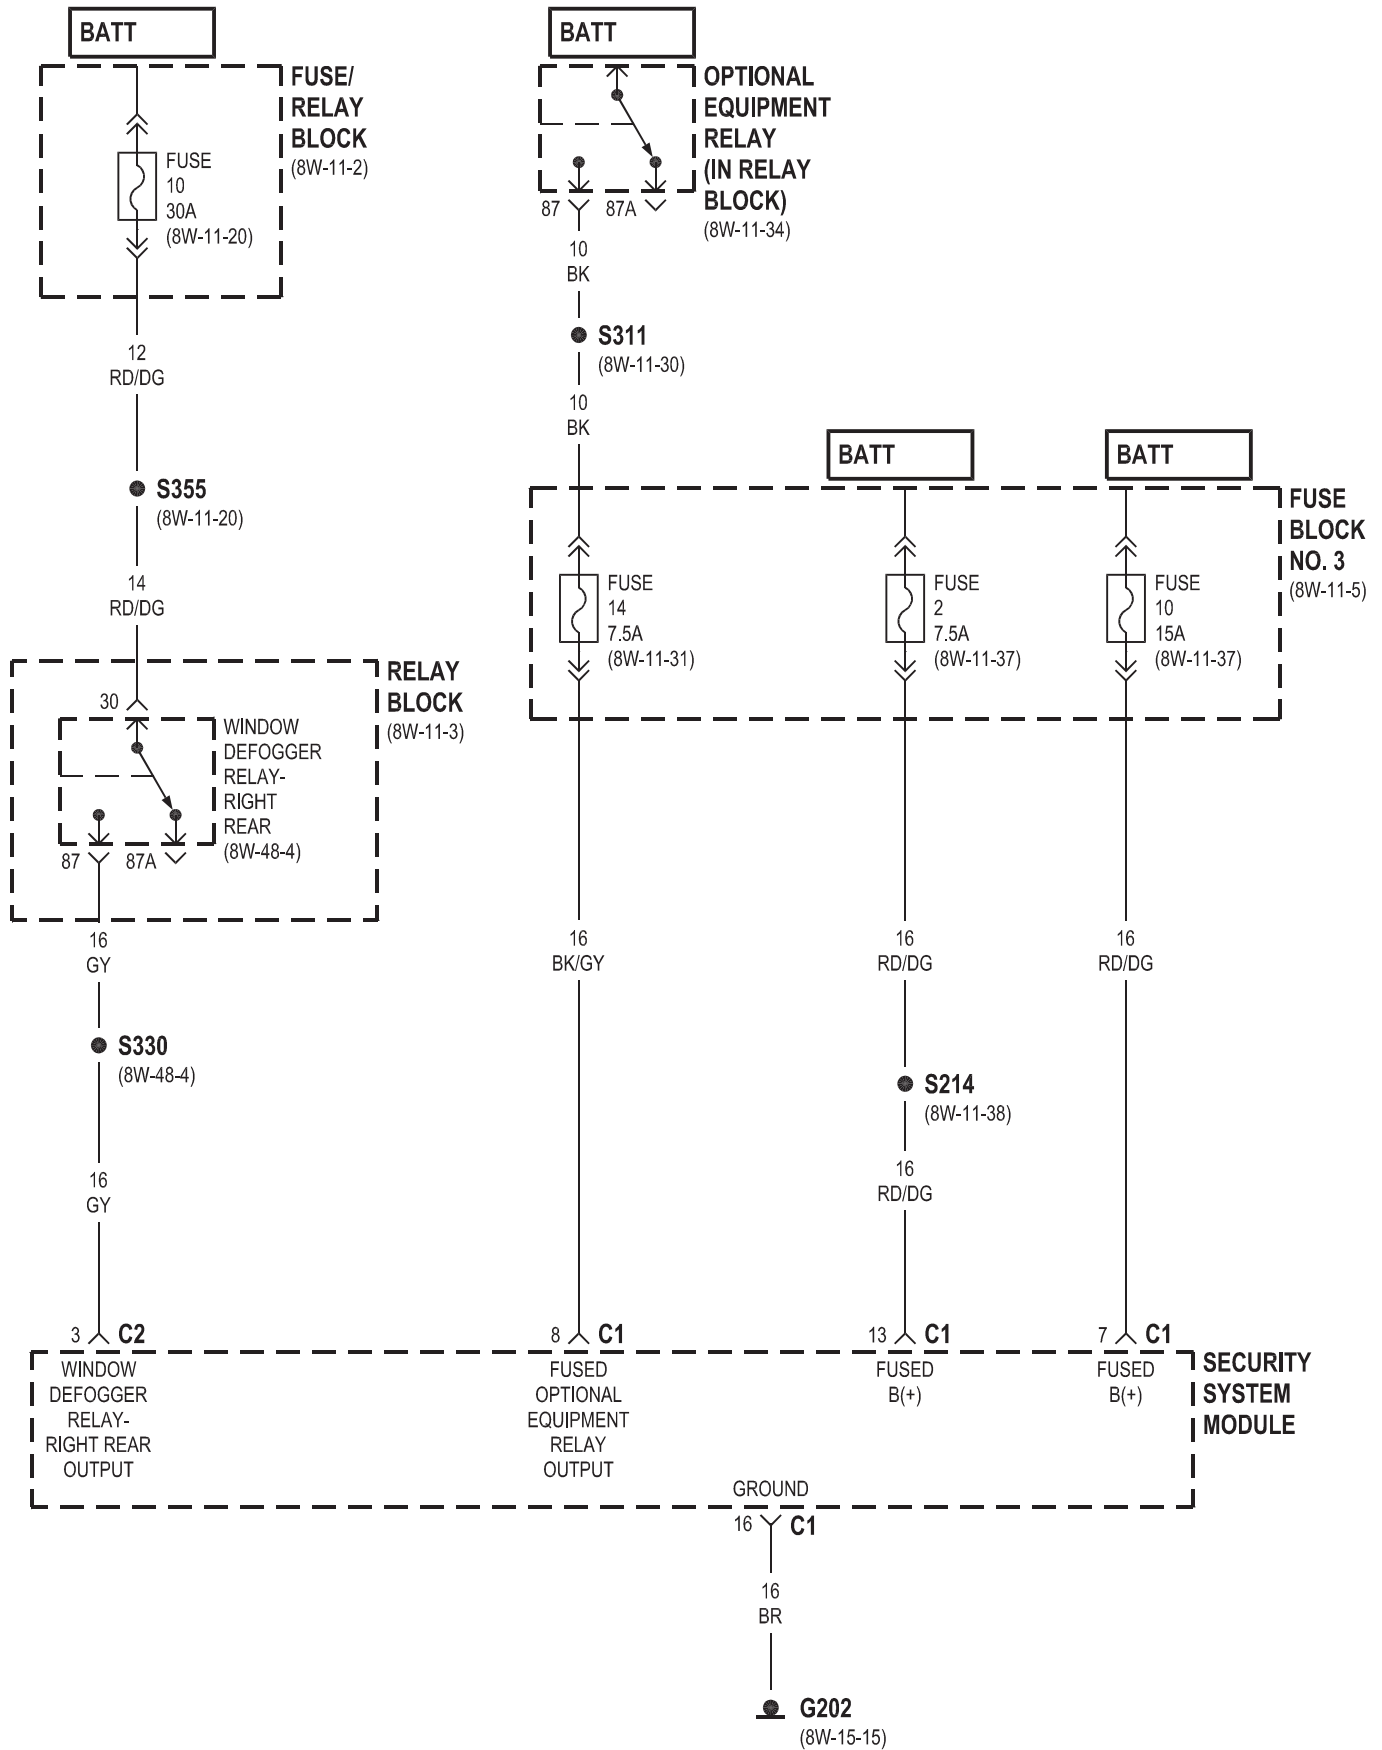 BATT
FUSE/
RELAY
BLOCK
(8W-11-2)
FUSE
10
30A
(8W-11-20)
12
RD/DG
S355
(8W-11-20)
14
RD/DG
RELAY
BLOCK
(8W-11-3)
30
WINDOW
DEFOGGER
RELAY-
RIGHT
REAR
(8W-48-4)
87
87A
16
GY
S330
(8W-48-4)
16
GY
3
C2
BATT
OPTIONAL
EQUIPMENT
RELAY
(IN RELAY
BLOCK)
(8W-11-34)
87
87A
10
BK
S311
(8W-11-30)
10
BK
BATT
BATT
FUSE
BLOCK
NO. 3
(8W-11-5)
FUSE
14
7.5A
(8W-11-31)
FUSE
2
7.5A
(8W-11-37)
FUSE
10
15A
(8W-11-37)
16
BK/GY
16
RD/DG
16
RD/DG
S214
(8W-11-38)
16
RD/DG
8
C1
13
C1
7
C1
SECURITY
SYSTEM
MODULE
WINDOW
DEFOGGER
RELAY-
RIGHT REAR
OUTPUT
FUSED
OPTIONAL
EQUIPMENT
RELAY
OUTPUT
FUSED
B(+)
FUSED
B(+)
GROUND
16
C1
16
BR
G202
(8W-15-15)